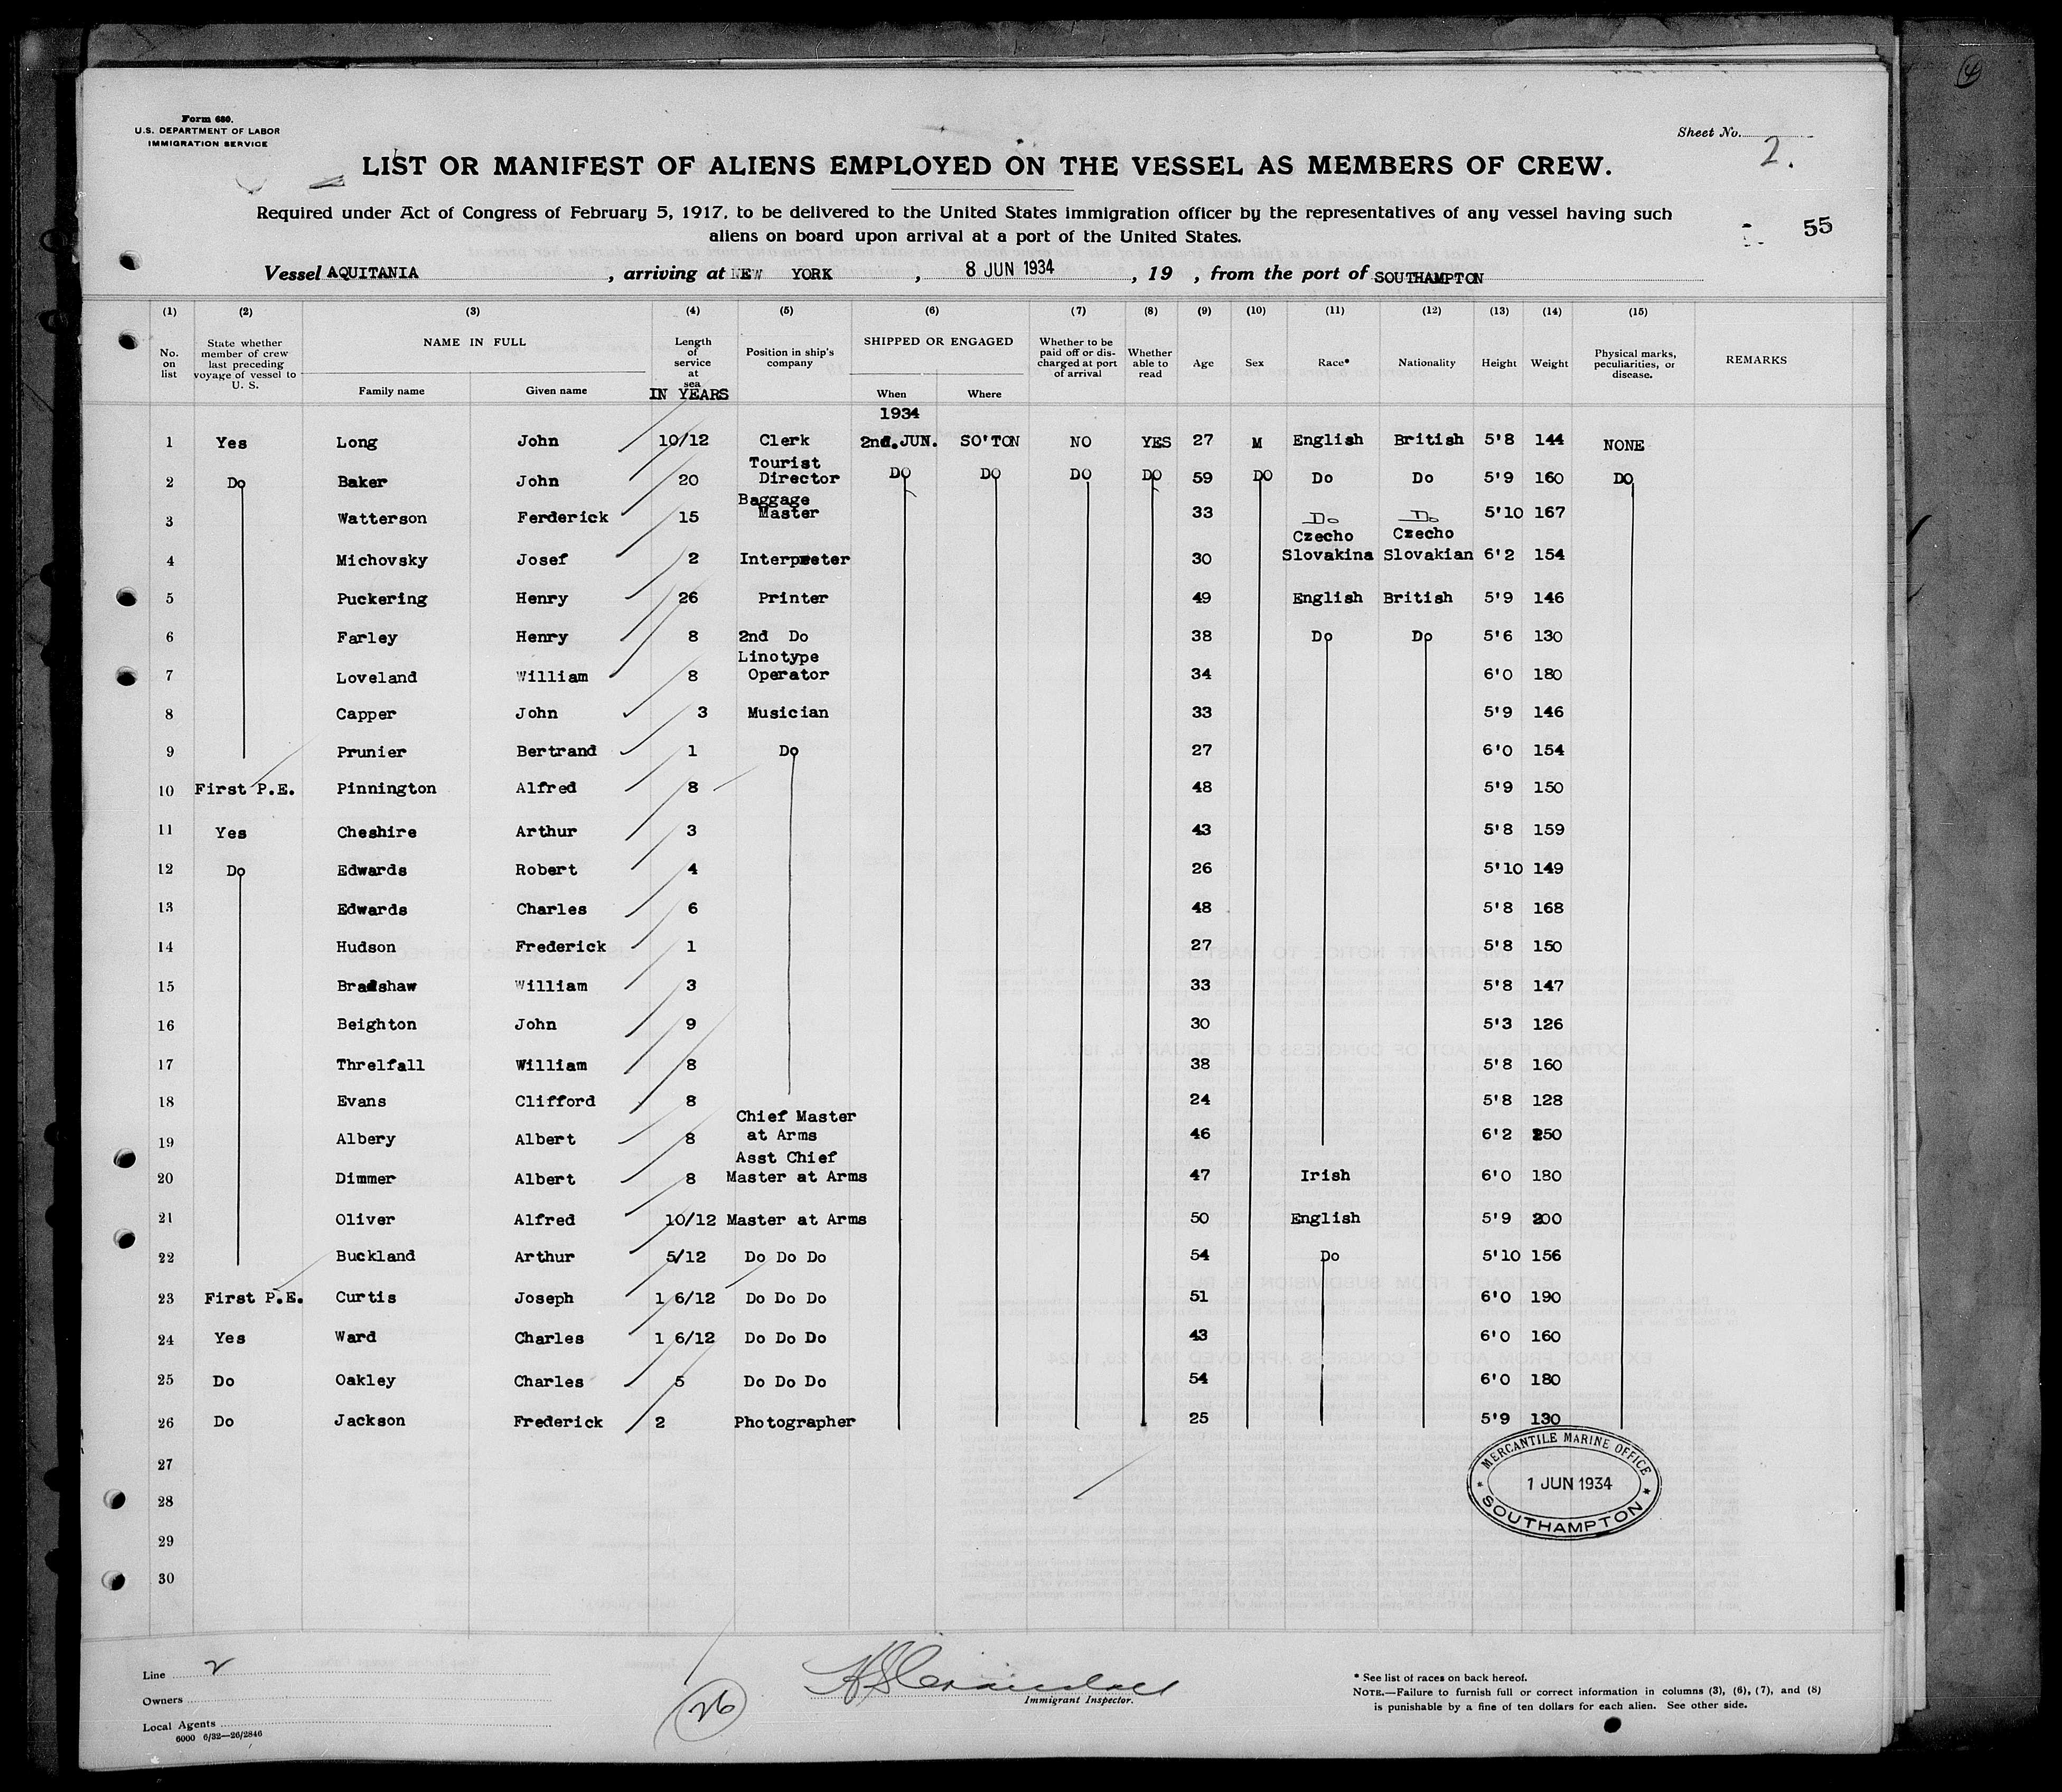 4
Form 680.
U.S. DEPARTMENT OF LABOR
IMMIGRATION SERVICE
Sheet No.
2.
LIST OR MANIFEST OF ALIENS EMPLOYED ON THE VESSEL AS MEMBERS OF CREW.
Required under Act of Congress of February 5, 1917, to be delivered to the United States immigration officer by the representatives of any vessel having such
aliens on board upon arrival at a port of the United States.
55
Vessel AQUITANIA , arriving at NEW YORK , 8 JUN 1934 , 19 , from the port of SOUTHAMPTON
(1) (2) (3) (4) (5) (6) (7) (8) (9) (10) (11) (12) (13) (14) (15)
No. on list State whether member of crew last preceding voyage of vessel to U. S. NAME IN FULL Family name Given name Length of service at sea IN YEARS Position in ship's company SHIPPED OR ENGAGED When Where Whether to be paid off or discharged at port of arrival Whether able to read Age Sex Race* Nationality Height Weight Physical marks, peculiarities, or disease. REMARKS
1934
1 Yes Long John 10/12 Clerk 2nd. JUN. SO'TON NO YES 27 M English British 5'8 144 NONE
2 Do Baker John 20 Tourist Director DO DO DO DO 59 DO Do Do 5'9 160 DO
3 Watterson Ferderick 15 Baggage Master 33 Do Do 5'10 167
4 Michovsky Josef 2 Interpreter 30 Czecho Slovakina Czecho Slovakian 6'2 154
5 Puckering Henry 26 Printer 49 English British 5'9 146
6 Farley Henry 8 2nd Do 38 Do Do 5'6 130
7 Loveland William 8 Linotype Operator 34 6'0 180
8 Capper John 3 Musician 33 5'9 146
9 Prunier Bertrand 1 Do 27 6'0 154
10 First P.E. Pinnington Alfred 8 48 5'9 150
11 Yes Cheshire Arthur 3 43 5'8 159
12 Do Edwards Robert 4 26 5'10 149
13 Edwards Charles 6 48 5'8 168
14 Hudson Frederick 1 27 5'8 150
15 Bradshaw William 3 33 5'8 147
16 Beighton John 9 30 5'3 126
17 Threlfall William 8 38 5'8 160
18 Evans Clifford 8 24 5'8 128
19 Albery Albert 8 Chief Master at Arms 46 6'2 250
20 Dimmer Albert 8 Asst Chief Master at Arms 47 Irish 6'0 180
21 Oliver Alfred 10/12 Master at Arms 50 English 5'9 200
22 Buckland Arthur 5/12 Do Do Do 54 Do 5'10 156
23 First P.E. Curtis Joseph 1 6/12 Do Do Do 51 6'0 190
24 Yes Ward Charles 1 6/12 Do Do Do 43 6'0 160
25 Do Oakley Charles 5 Do Do Do 54 6'0 180
26 Do Jackson Frederick 2 Photographer 25 5'9 130
27
28
29
30
MERCANTILE MARINE OFFICE
1 JUN 1934
SOUTHAMPTON
Line
Owners
Local Agents
6000 6/32—26/2846
26
Immigrant Inspector.
* See list of races on back hereof.
NOTE.—Failure to furnish full or correct information in columns (3), (6), (7), and (8)
is punishable by a fine of ten dollars for each alien. See other side.